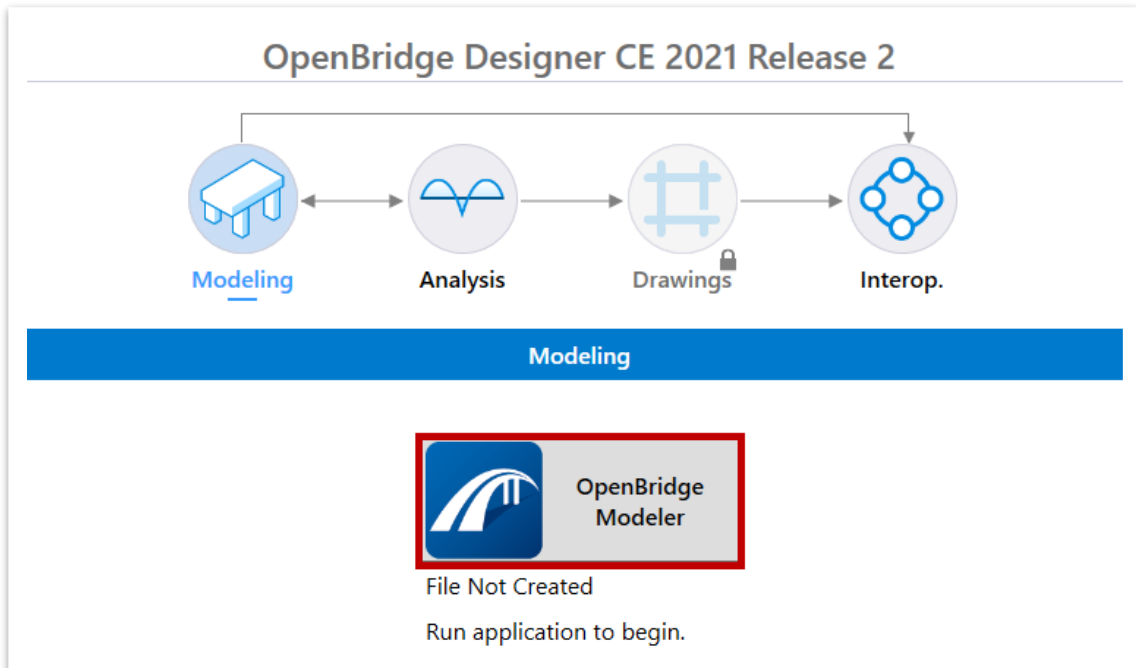 OpenBridge Designer CE 2021 Release 2
Modeling
Analysis
Drawings
Interop.
Modeling
OpenBridge
Modeler
File Not Created
Run application to begin.